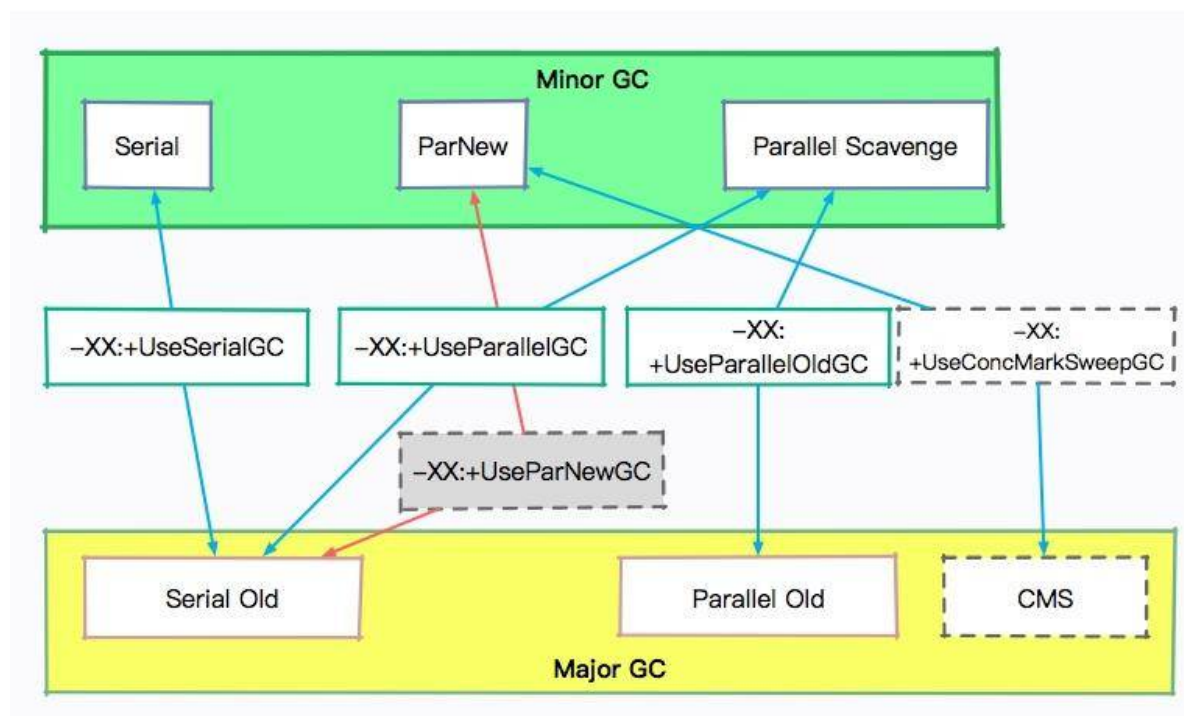 Minor GC
Serial
ParNew
Parallel Scavenge
–XX:+UseSerialGC
–XX:+UseParallelGC
–XX:
+UseParallelOldGC
–XX:
+UseConcMarkSweepGC
–XX:+UseParNewGC
Serial Old
Parallel Old
CMS
Major GC